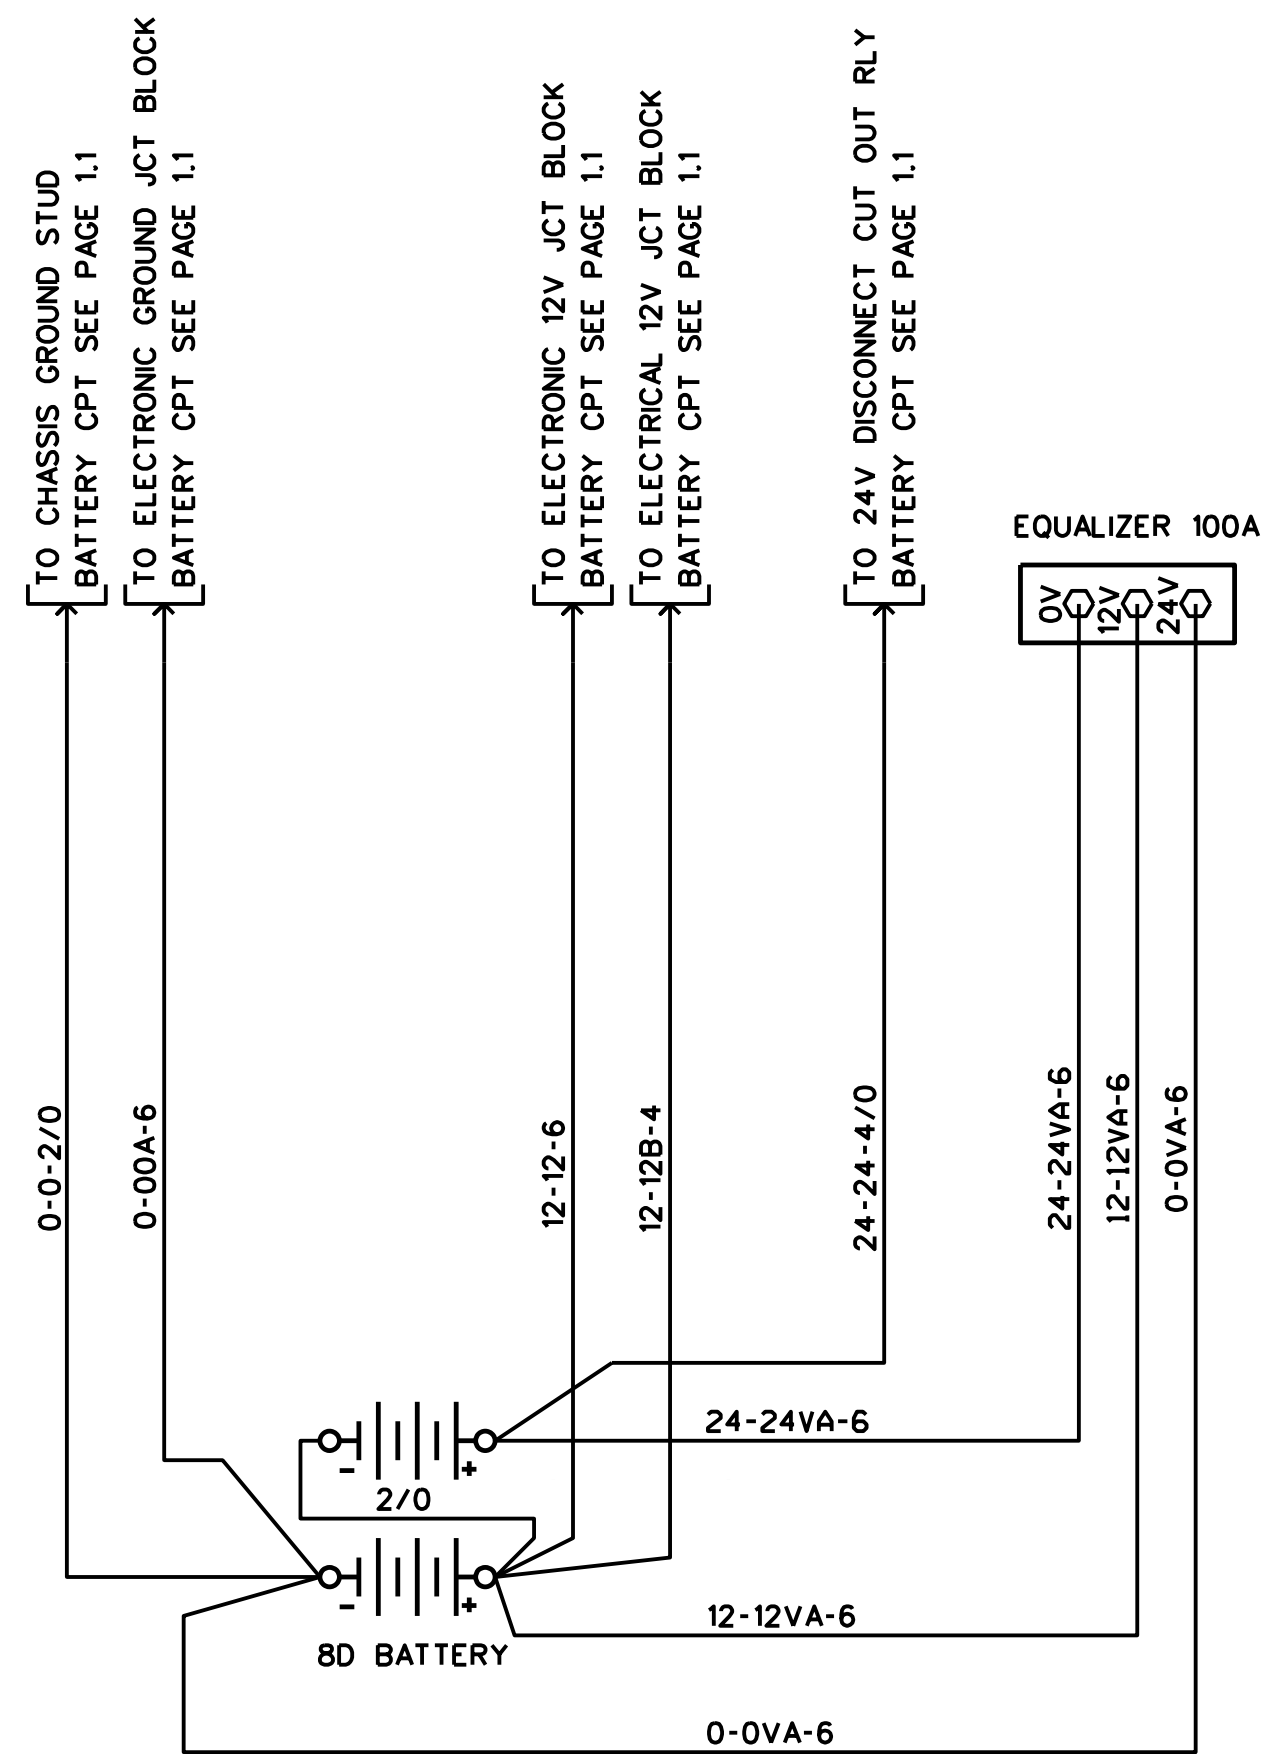 TO CHASSIS GROUND STUD
BATTERY CPT SEE PAGE 1.1
TO ELECTRONIC GROUND JCT BLOCK
BATTERY CPT SEE PAGE 1.1
TO ELECTRONIC 12V JCT BLOCK
BATTERY CPT SEE PAGE 1.1
TO ELECTRICAL 12V JCT BLOCK
BATTERY CPT SEE PAGE 1.1
TO 24V DISCONNECT CUT OUT RLY
BATTERY CPT SEE PAGE 1.1
EQUALIZER 100A
0V
12V
24V
0-0-2/0
0-00A-6
12-12-6
12-12B-4
24-24-4/0
24-24VA-6
12-12VA-6
0-0VA-6
24-24VA-6
- +
2/0
- +
12-12VA-6
8D BATTERY
0-0VA-6